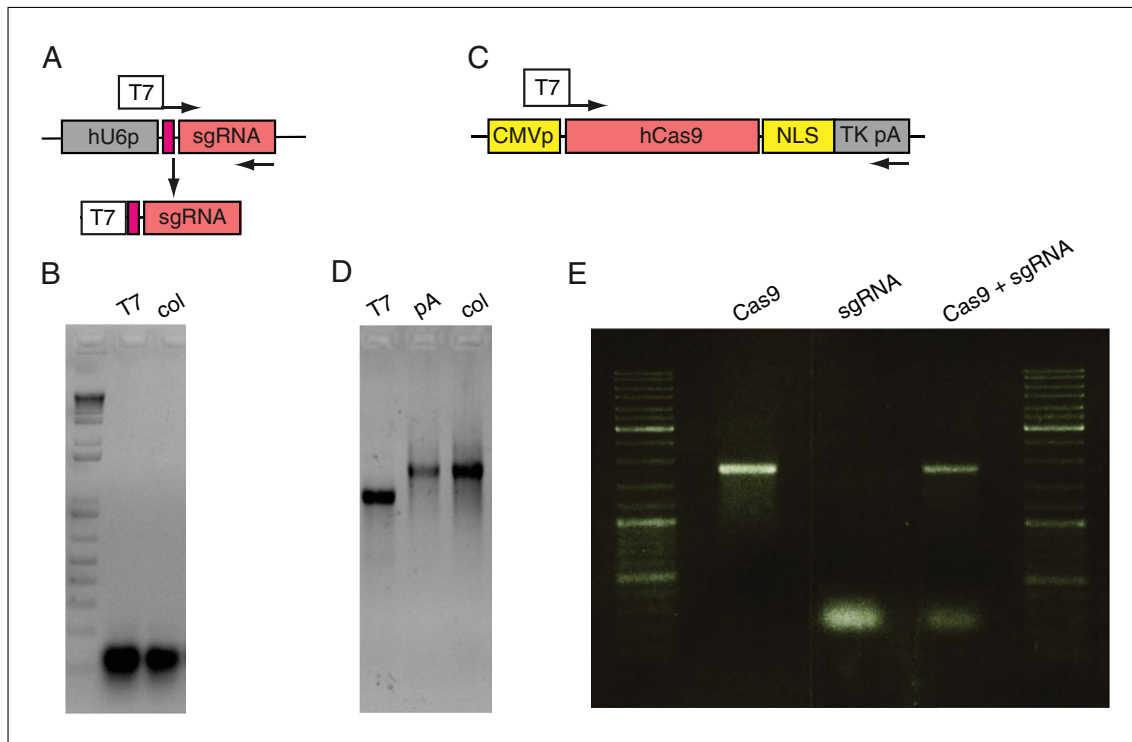 A
T7
hU6p
sgRNA
T7
sgRNA
C
T7
CMVp
hCas9
NLS
TK pA
B
T7
col
D
T7
pA
col
E
Cas9
sgRNA
Cas9 + sgRNA